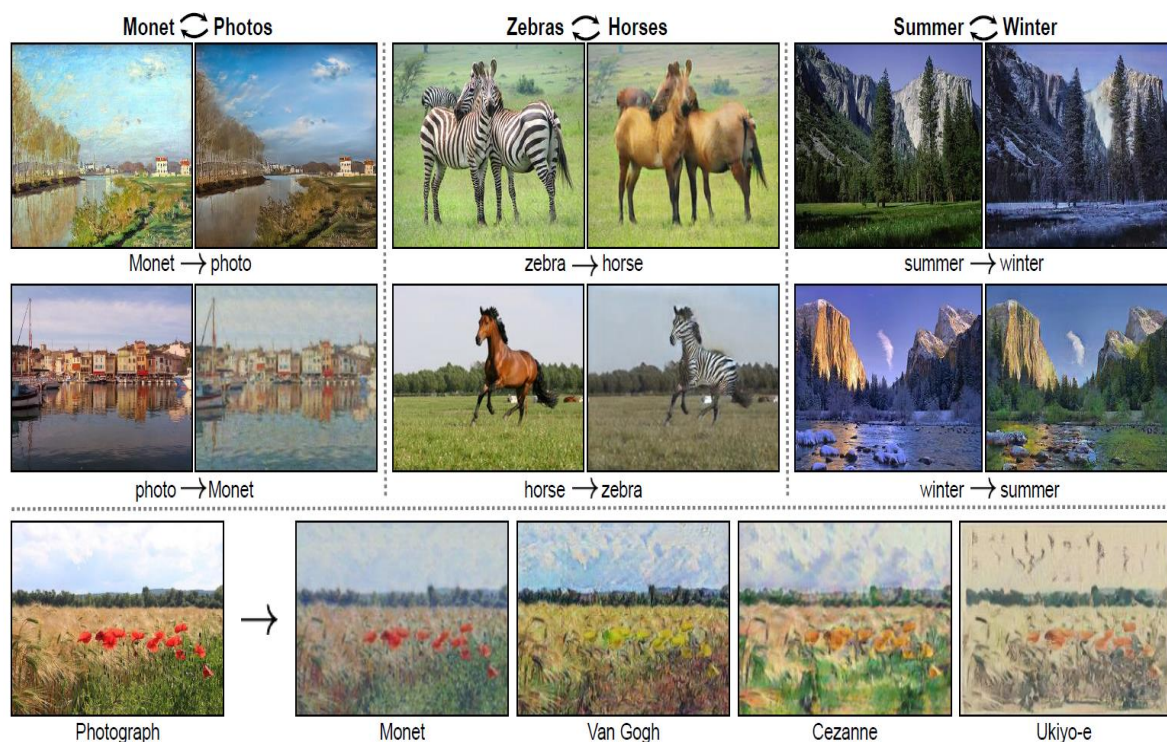 Monet ⇄ Photos
Zebras ⇄ Horses
Summer ⇄ Winter
Monet → photo
zebra → horse
summer → winter
photo → Monet
horse → zebra
winter → summer
Photograph
Monet
Van Gogh
Cezanne
Ukiyo-e